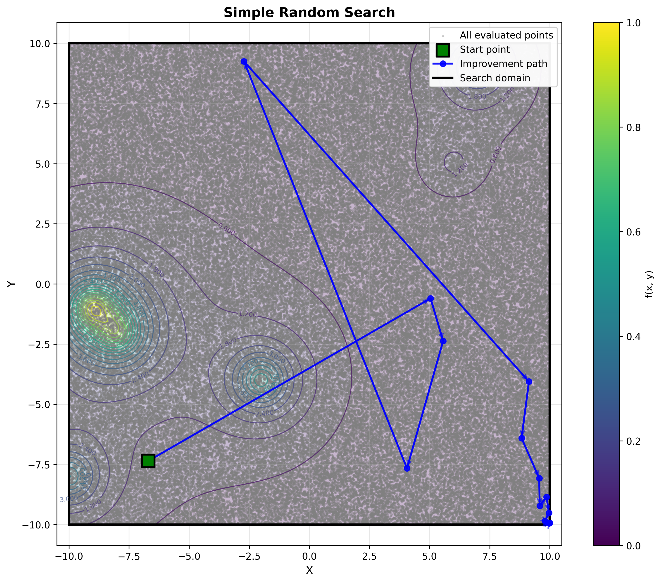 Simple Random Search
All evaluated points
Start point
Improvement path
Search domain
10.0
7.5
5.0
2.5
0.0
−2.5
−5.0
−7.5
−10.0
Y
−10.0 −7.5 −5.0 −2.5 0.0 2.5 5.0 7.5 10.0
X
1.0
0.8
0.6
0.4
0.2
0.0
f(x, y)